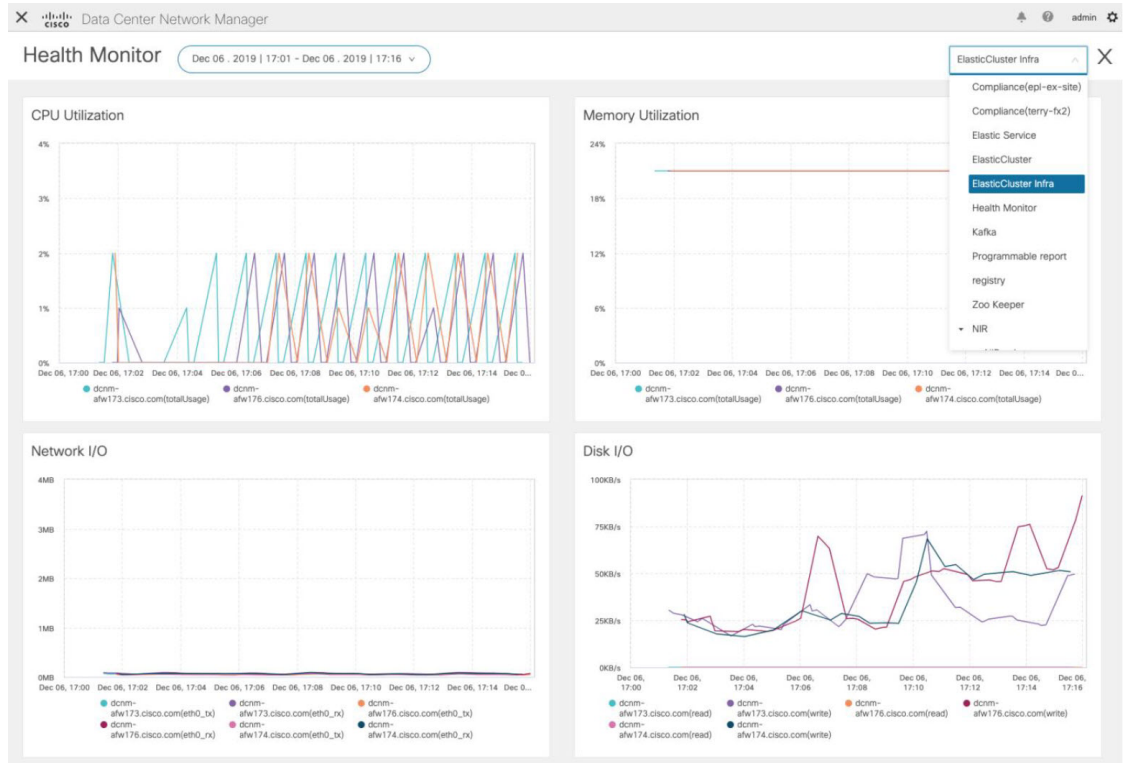 ✕ cisco Data Center Network Manager admin
Health Monitor Dec 06 . 2019 | 17:01 - Dec 06 . 2019 | 17:16 ElasticCluster Infra X
Compliance(epl-ex-site)
Compliance(terry-fx2)
Elastic Service
ElasticCluster
ElasticCluster Infra
Health Monitor
Kafka
Programmable report
registry
Zoo Keeper
NIR
CPU Utilization
4%
3%
2%
1%
0%
Dec 06, 17:00 Dec 06, 17:02 Dec 06, 17:04 Dec 06, 17:06 Dec 06, 17:08 Dec 06, 17:10 Dec 06, 17:12 Dec 06, 17:14 Dec 0...
dcnm- dcnm- dcnm-
afw173.cisco.com(totalUsage) afw176.cisco.com(totalUsage) afw174.cisco.com(totalUsage)
Memory Utilization
24%
18%
12%
6%
0%
Dec 06, 17:00 Dec 06, 17:02 Dec 06, 17:04 Dec 06, 17:06 Dec 06, 17:08 Dec 06, 17:10 Dec 06, 17:12 Dec 06, 17:14 Dec 0...
dcnm- dcnm- dcnm-
afw173.cisco.com(totalUsage) afw176.cisco.com(totalUsage) afw174.cisco.com(totalUsage)
Network I/O
4MB
3MB
2MB
1MB
0MB
Dec 06, 17:00 Dec 06, 17:02 Dec 06, 17:04 Dec 06, 17:06 Dec 06, 17:08 Dec 06, 17:10 Dec 06, 17:12 Dec 06, 17:14 Dec 0...
dcnm- dcnm- dcnm-
afw173.cisco.com(eth0_tx) afw173.cisco.com(eth0_rx) afw176.cisco.com(eth0_tx)
dcnm- dcnm- dcnm-
afw176.cisco.com(eth0_rx) afw174.cisco.com(eth0_tx) afw174.cisco.com(eth0_rx)
Disk I/O
100KB/s
75KB/s
50KB/s
25KB/s
0KB/s
Dec 06, Dec 06, Dec 06, Dec 06, Dec 06, Dec 06, Dec 06, Dec 06, Dec 06,
17:00 17:02 17:04 17:06 17:08 17:10 17:12 17:14 17:16
dcnm- dcnm- dcnm- dcnm-
afw173.cisco.com(read) afw173.cisco.com(write) afw176.cisco.com(read) afw176.cisco.com(write)
dcnm- dcnm-
afw174.cisco.com(read) afw174.cisco.com(write)